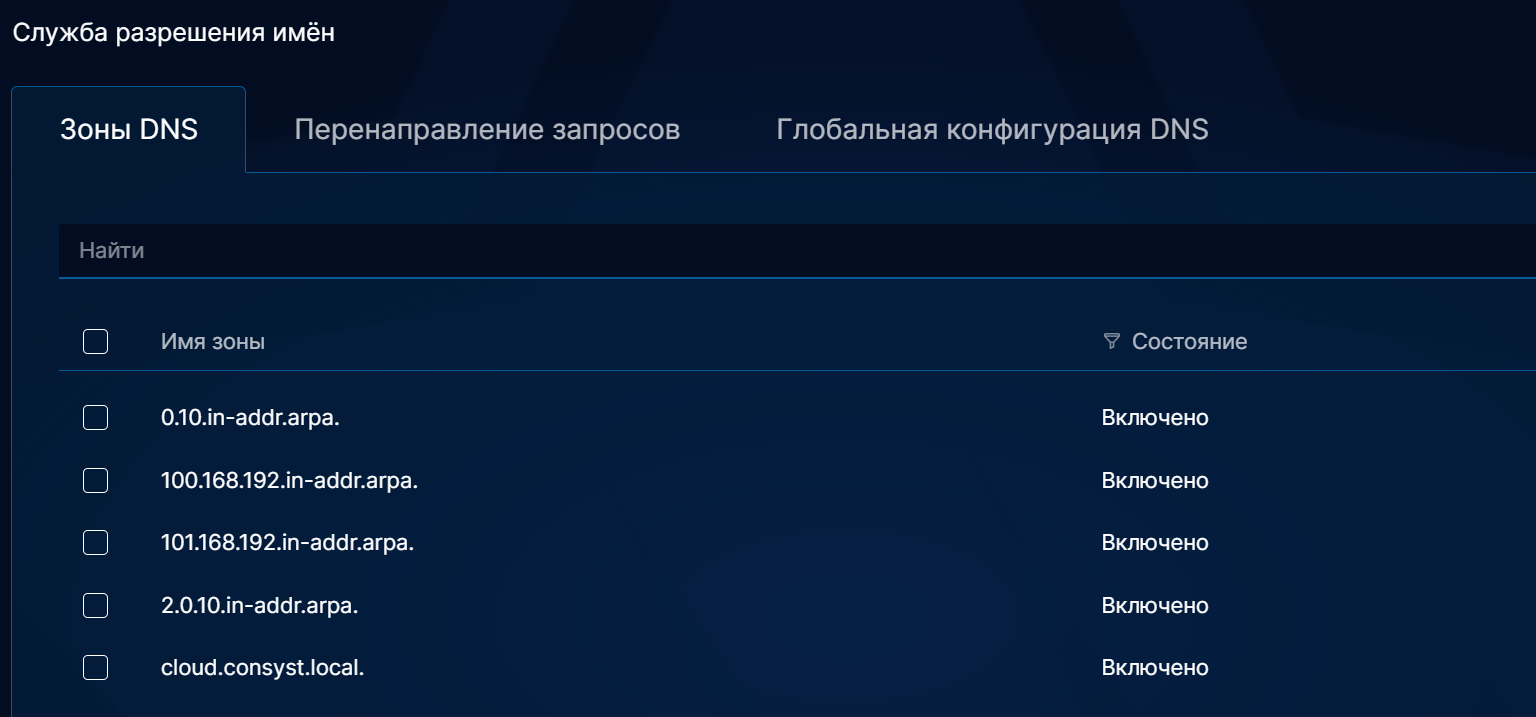 Служба разрешения имён
Зоны DNS Перенаправление запросов Глобальная конфигурация DNS
Найти
Имя зоны Состояние
0.10.in-addr.arpa. Включено
100.168.192.in-addr.arpa. Включено
101.168.192.in-addr.arpa. Включено
2.0.10.in-addr.arpa. Включено
cloud.consyst.local. Включено